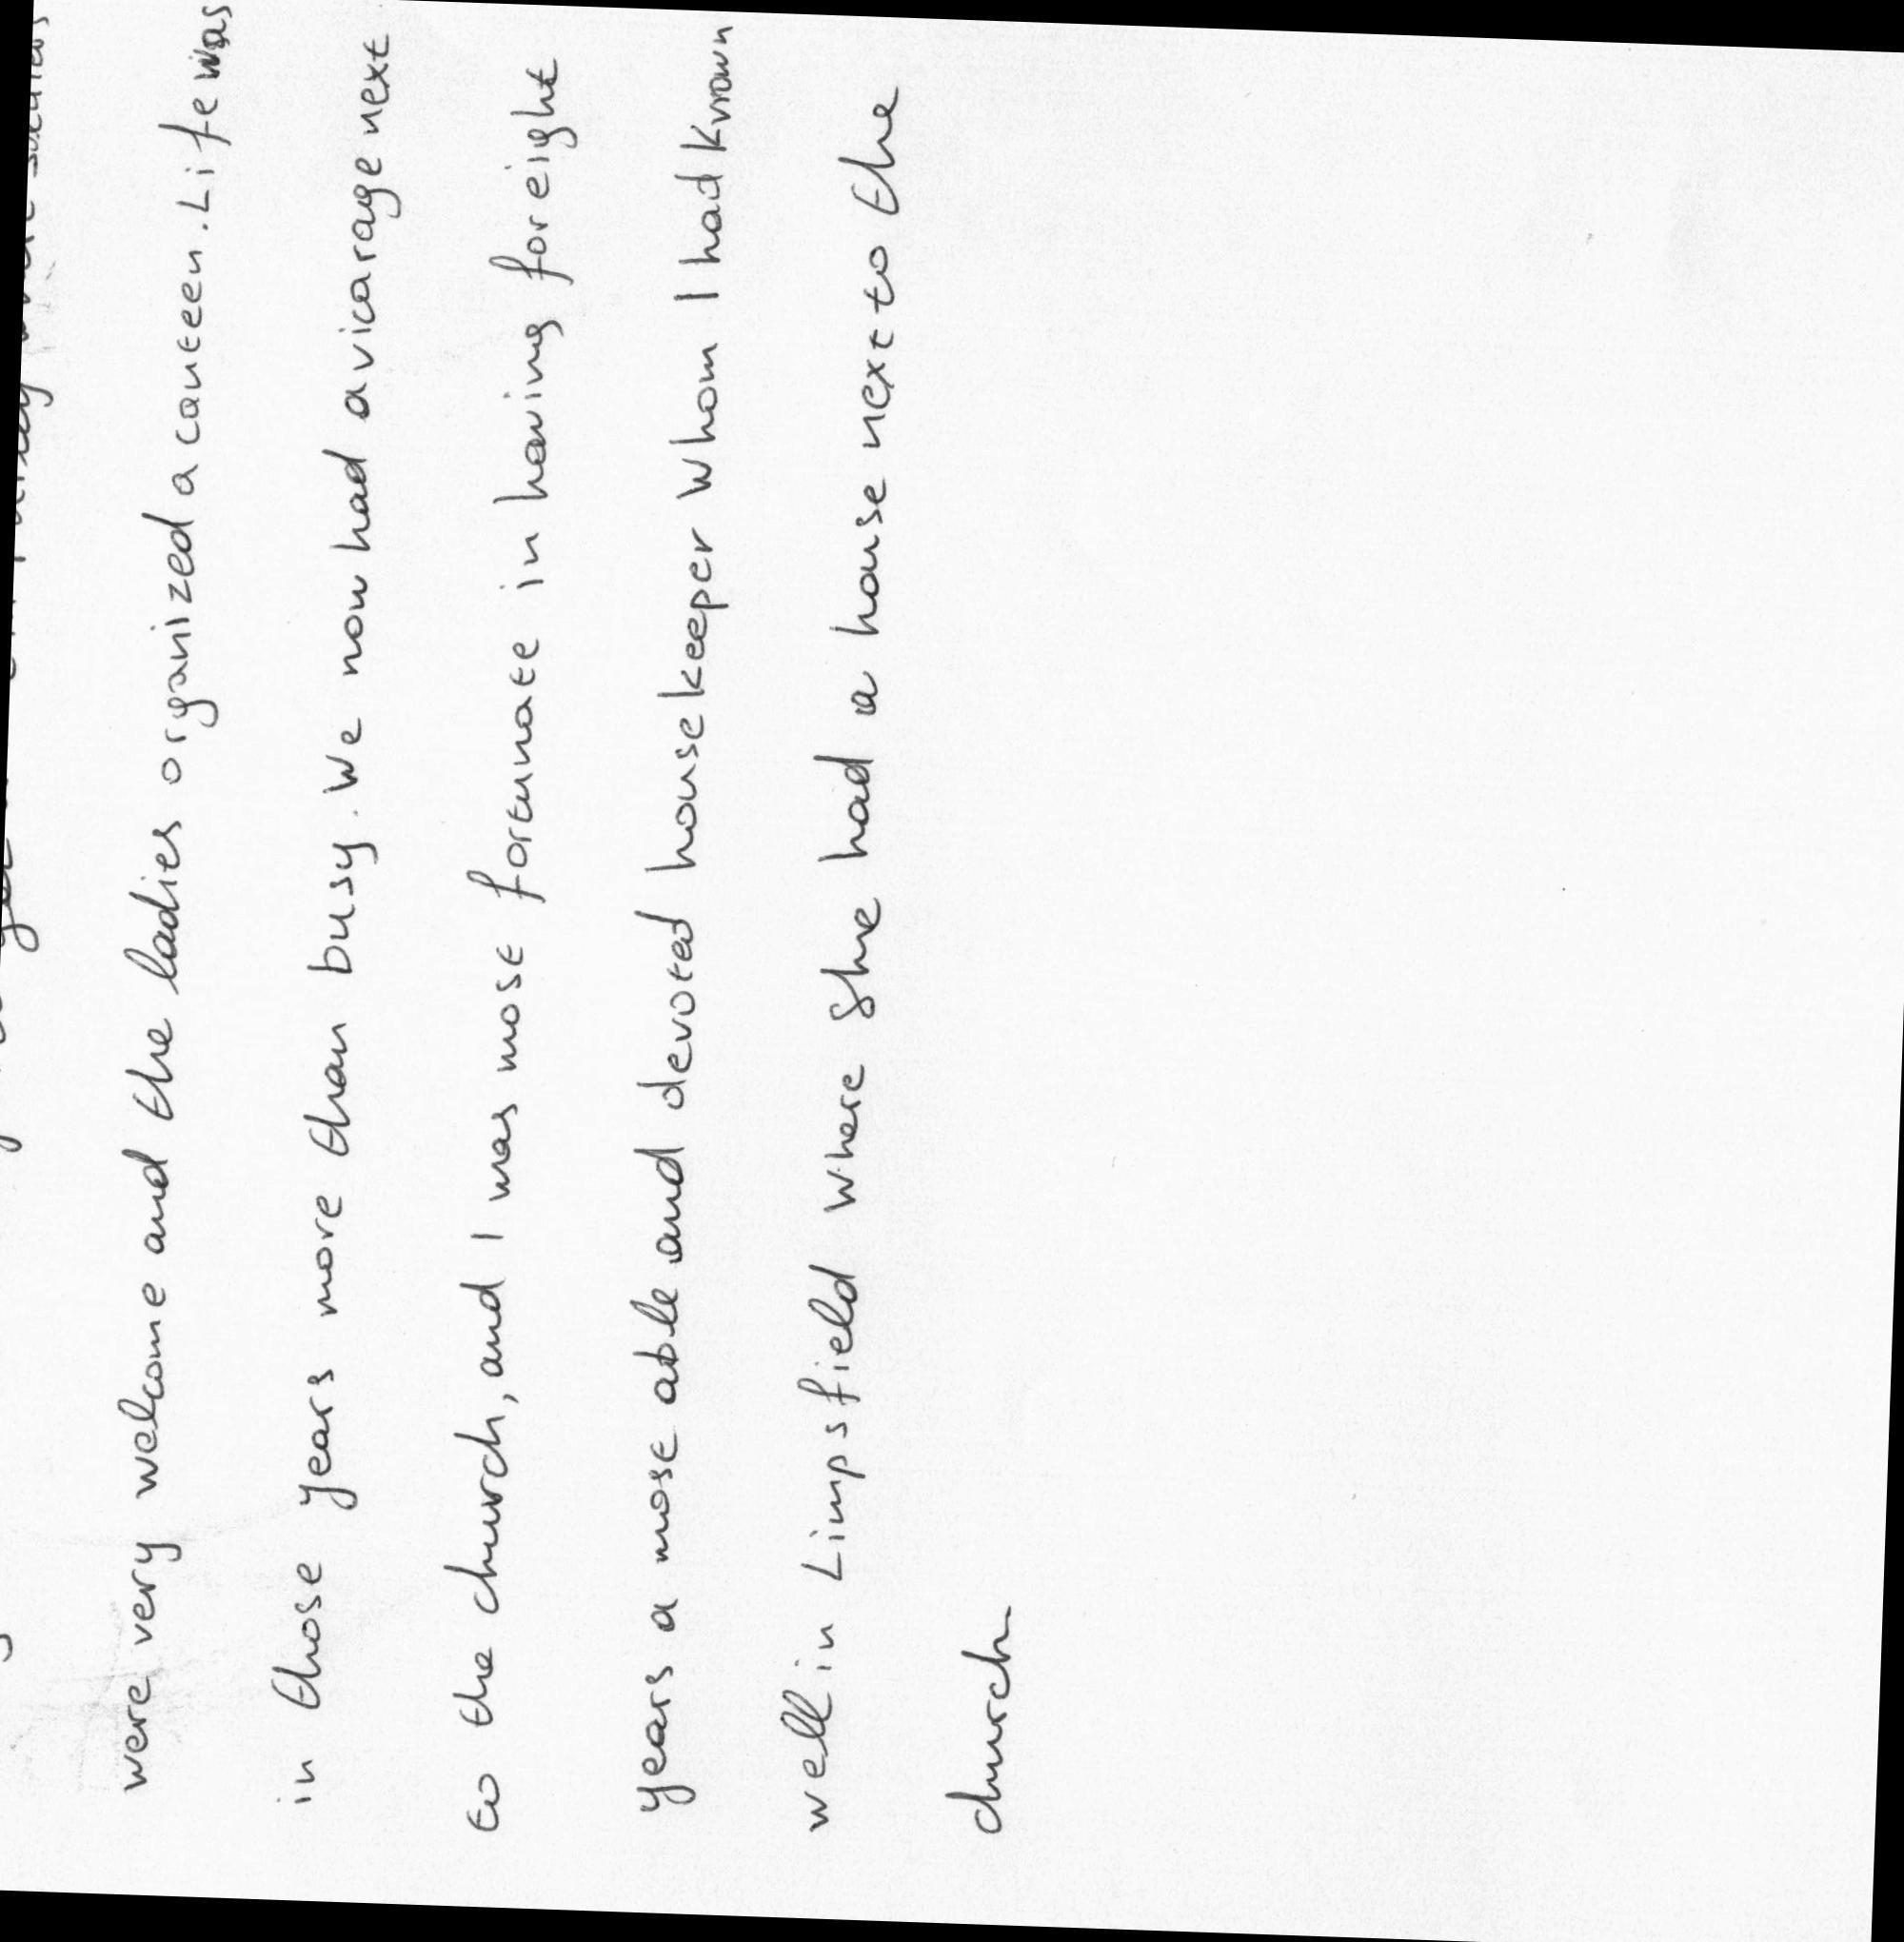 were very welcome and the ladies organized a canteen. Life was
in those years more than busy. We now had a vicarage next
to the church, and I was most fortunate in having for eight
years a most able and devoted housekeeper whom I had known
well in Limpsfield where she had a house next to the
church